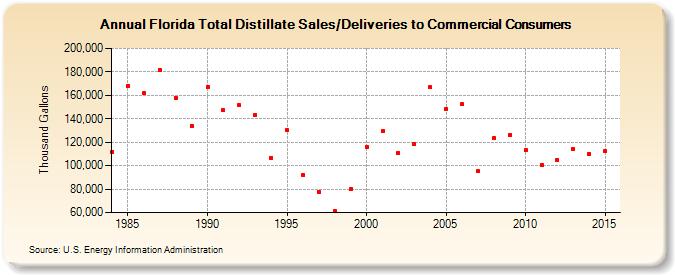 Annual Florida Total Distillate Sales/Deliveries to Commercial Consumers
Thousand Gallons
200,000
180,000
160,000
140,000
120,000
100,000
80,000
60,000
1985 1990 1995 2000 2005 2010 2015
Source: U.S. Energy Information Administration